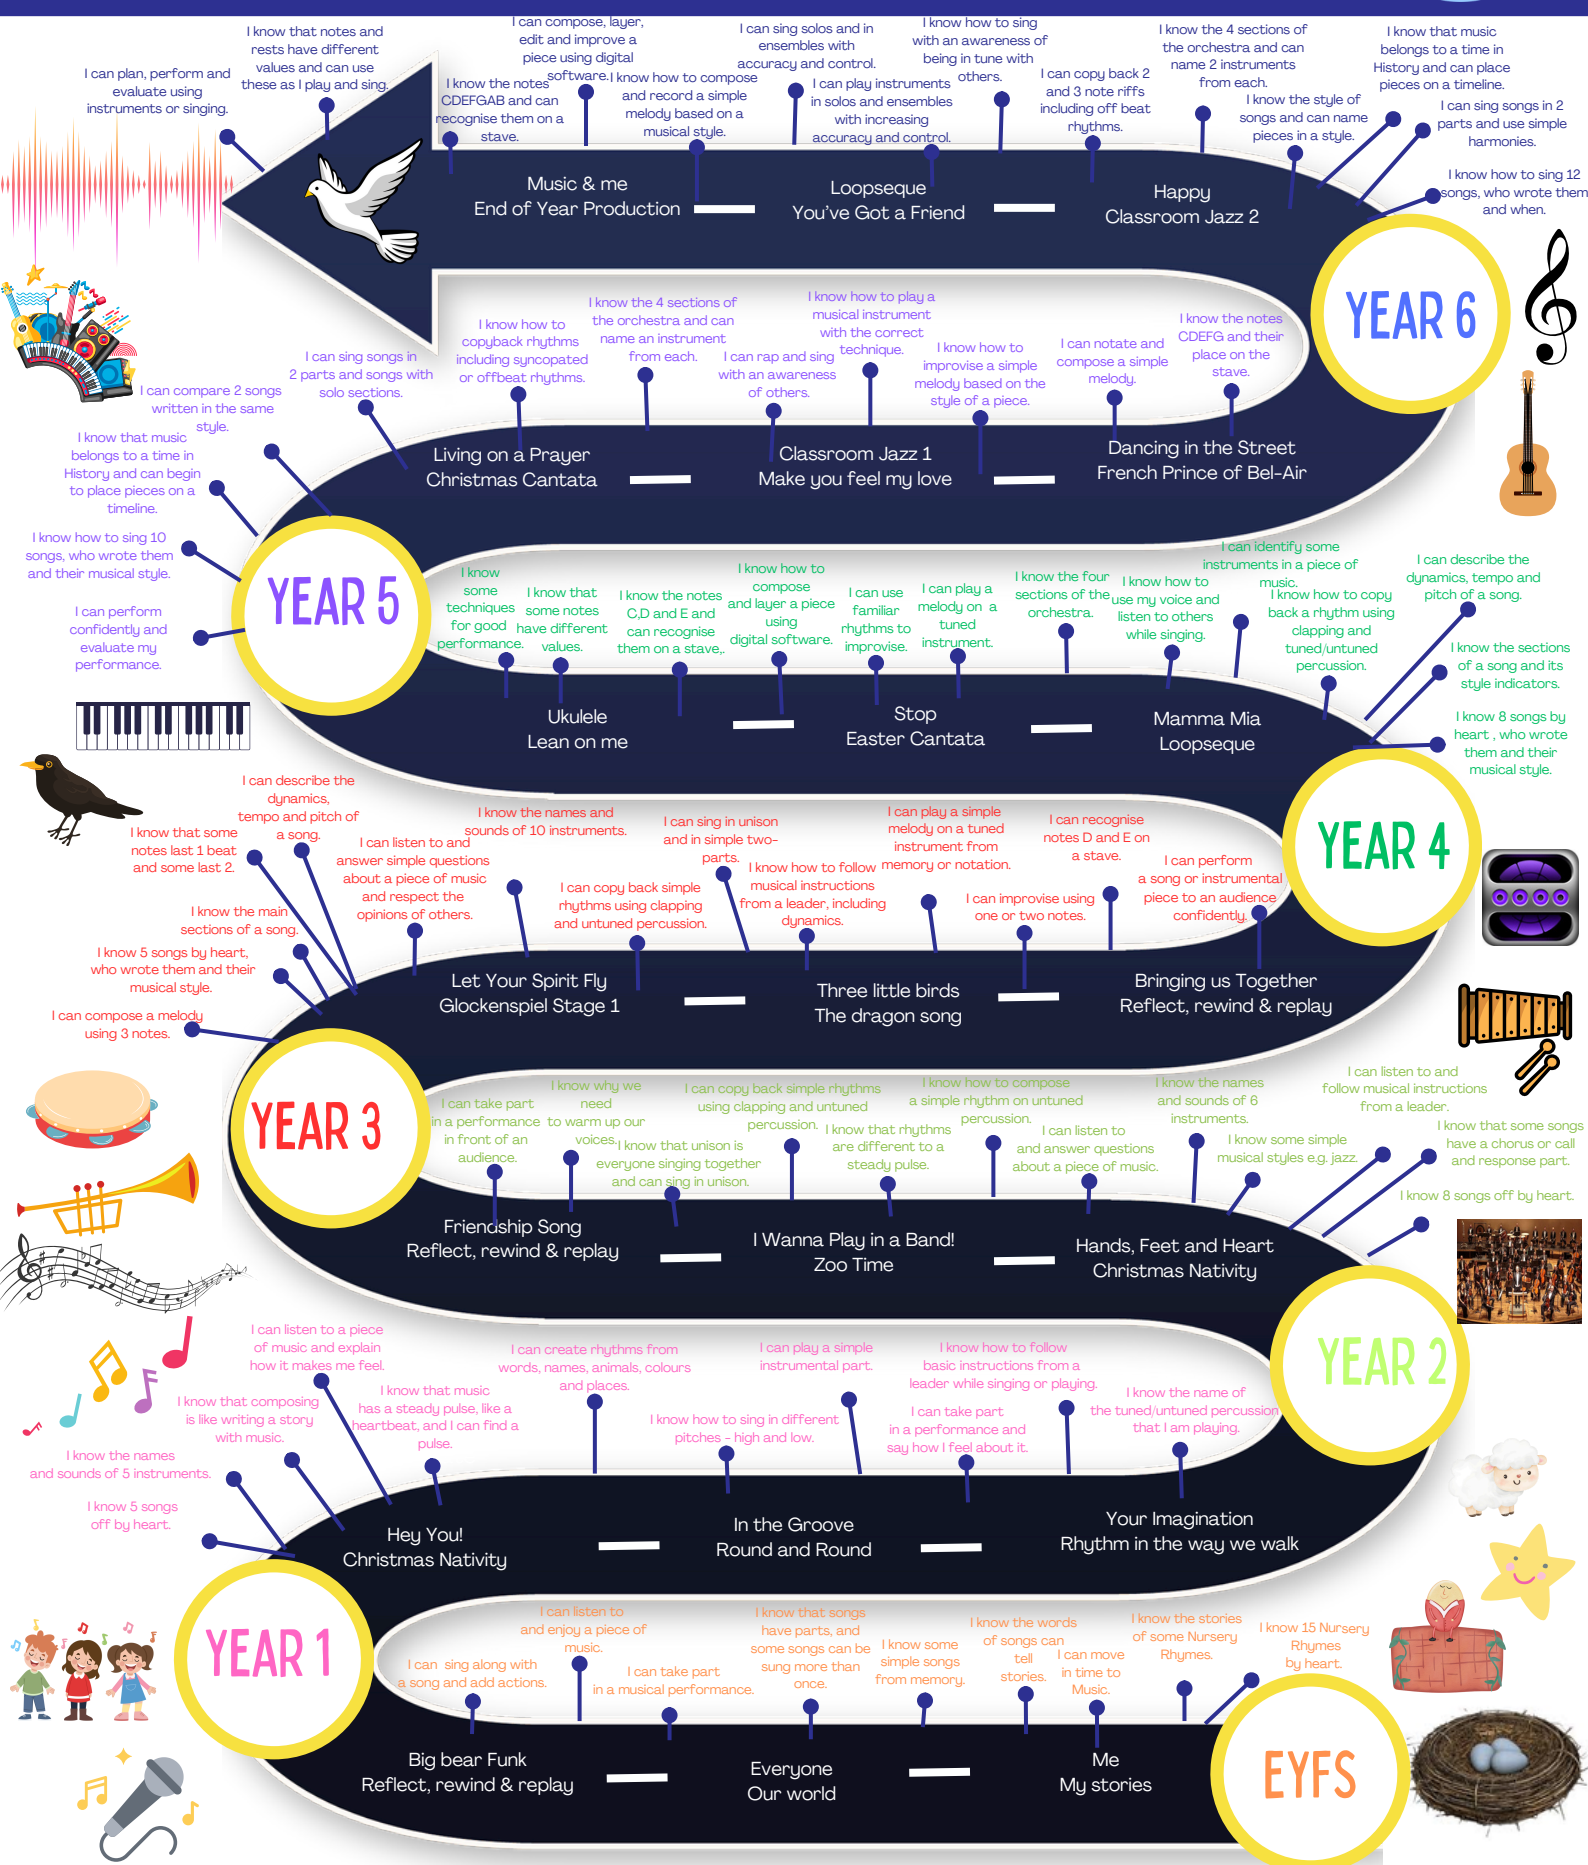 I can plan, perform and
evaluate using
instruments or singing.
I know that notes and
rests have different
values and can use
these as I play and sing.
I know the notes
CDEFGAB and can
recognise them on a
stave.
I can compose, layer,
edit and improve a
piece using digital
software.
I know how to compose
and record a simple
melody based on a
musical style.
I can sing solos and in
ensembles with
accuracy and control.
I can play instruments
in solos and ensembles
with increasing
accuracy and control.
I know how to sing
with an awareness of
being in tune with
others.
I can copy back 2
and 3 note riffs
including off beat
rhythms.
I know the 4 sections of
the orchestra and can
name 2 instruments
from each.
I know the style of
songs and can name
pieces in a style.
I know that music
belongs to a time in
History and can place
pieces on a timeline.
I can sing songs in 2
parts and use simple
harmonies.
I know how to sing 12
songs, who wrote them
and when.
Music & me
End of Year Production
Loopseque
You've Got a Friend
Happy
Classroom Jazz 2
YEAR 6
I know how to sing 10
songs, who wrote them
and their musical style.
I can perform
confidently and
evaluate my
performance.
I know that music
belongs to a time in
History and can begin
to place pieces on a
timeline.
I can compare 2 songs
written in the same
style.
I can sing songs in
2 parts and songs with
solo sections.
I know how to
copyback rhythms
including syncopated
or offbeat rhythms.
I know the 4 sections of
the orchestra and can
name an instrument
from each.
I can rap and sing
with an awareness
of others.
I know how to play a
musical instrument
with the correct
technique.
I know how to
improvise a simple
melody based on the
style of a piece.
I can notate and
compose a simple
melody.
I know the notes
CDEFG and their
place on the
stave.
Living on a Prayer
Christmas Cantata
Classroom Jazz 1
Make you feel my love
Dancing in the Street
French Prince of Bel-Air
YEAR 5
I know
some
techniques
for good
performance.
I know that
some notes
have different
values.
I know the notes
C,D and E and
can recognise
them on a stave,.
I know how to
compose
and layer a piece
using
digital software.
I can use
familiar
rhythms to
improvise.
I can play a
melody on a
tuned
instrument.
I know the four
sections of the
orchestra.
I know how to
use my voice and
listen to others
while singing.
I can identify some
instruments in a piece of
music.
I know how to copy
back a rhythm using
clapping and
tuned/untuned
percussion.
I can describe the
dynamics, tempo and
pitch of a song.
I know the sections
of a song and its
style indicators.
I know 8 songs by
heart , who wrote
them and their
musical style.
Ukulele
Lean on me
Stop
Easter Cantata
Mamma Mia
Loopseque
YEAR 4
I can describe the
dynamics,
tempo and pitch of
a song.
I know that some
notes last 1 beat
and some last 2.
I know the main
sections of a song.
I know 5 songs by heart,
who wrote them and their
musical style.
I can compose a melody
using 3 notes.
I can listen to and
answer simple questions
about a piece of music
and respect the
opinions of others.
I know the names and
sounds of 10 instruments.
I can copy back simple
rhythms using clapping
and untuned percussion.
I can sing in unison
and in simple two-
parts.
I know how to follow
musical instructions
from a leader, including
dynamics.
I can play a simple
melody on a tuned
instrument from
memory or notation.
I can improvise using
one or two notes.
I can recognise
notes D and E on
a stave.
I can perform
a song or instrumental
piece to an audience
confidently.
Let Your Spirit Fly
Glockenspiel Stage 1
Three little birds
The dragon song
Bringing us Together
Reflect, rewind & replay
YEAR 3
I can take part
in a performance
in front of an
audience.
I know why we
need
to warm up our
voices.
I know that unison is
everyone singing together
and can sing in unison.
I can copy back simple rhythms
using clapping and untuned
percussion.
I know that rhythms
are different to a
steady pulse.
I know how to compose
a simple rhythm on untuned
percussion.
I can listen to
and answer questions
about a piece of music.
I know the names
and sounds of 6
instruments.
I know some simple
musical styles e.g. jazz.
I can listen to and
follow musical instructions
from a leader.
I know that some songs
have a chorus or call
and response part.
I know 8 songs off by heart.
Friendship Song
Reflect, rewind & replay
I Wanna Play in a Band!
Zoo Time
Hands, Feet and Heart
Christmas Nativity
YEAR 2
I can listen to a piece
of music and explain
how it makes me feel.
I know that composing
is like writing a story
with music.
I know the names
and sounds of 5 instruments.
I know 5 songs
off by heart.
I know that music
has a steady pulse, like a
heartbeat, and I can find a
pulse.
I can create rhythms from
words, names, animals, colours
and places.
I know how to sing in different
pitches - high and low.
I can play a simple
instrumental part.
I know how to follow
basic instructions from a
leader while singing or playing.
I can take part
in a performance and
say how I feel about it.
I know the name of
the tuned/untuned percussion
that I am playing.
Hey You!
Christmas Nativity
In the Groove
Round and Round
Your Imagination
Rhythm in the way we walk
YEAR 1
I can sing along with
a song and add actions.
I can listen to
and enjoy a piece of
music.
I can take part
in a musical performance.
I know that songs
have parts, and
some songs can be
sung more than
once.
I know some
simple songs
from memory.
I know the words
of songs can
tell
stories.
I can move
in time to
Music.
I know the stories
of some Nursery
Rhymes.
I know 15 Nursery
Rhymes
by heart.
Big bear Funk
Reflect, rewind & replay
Everyone
Our world
Me
My stories
EYFS